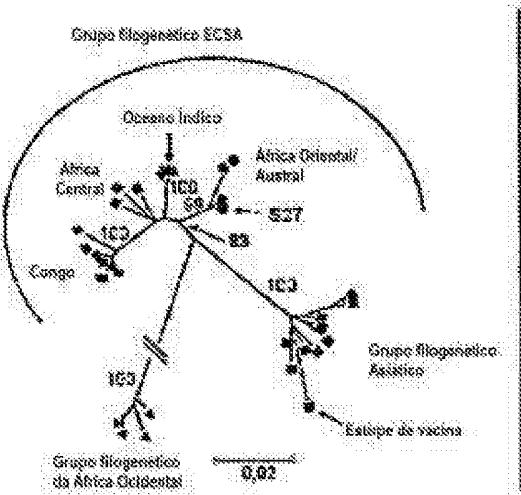 Grupo filogenético ECSA
Oceano Índico
África Oriental/
Austral
África
Central
100
S27
100
Congo
100
Grupo filogenético
Asiático
100
Estirpe de vacina
Grupo filogenético
da África Ocidental
0,02